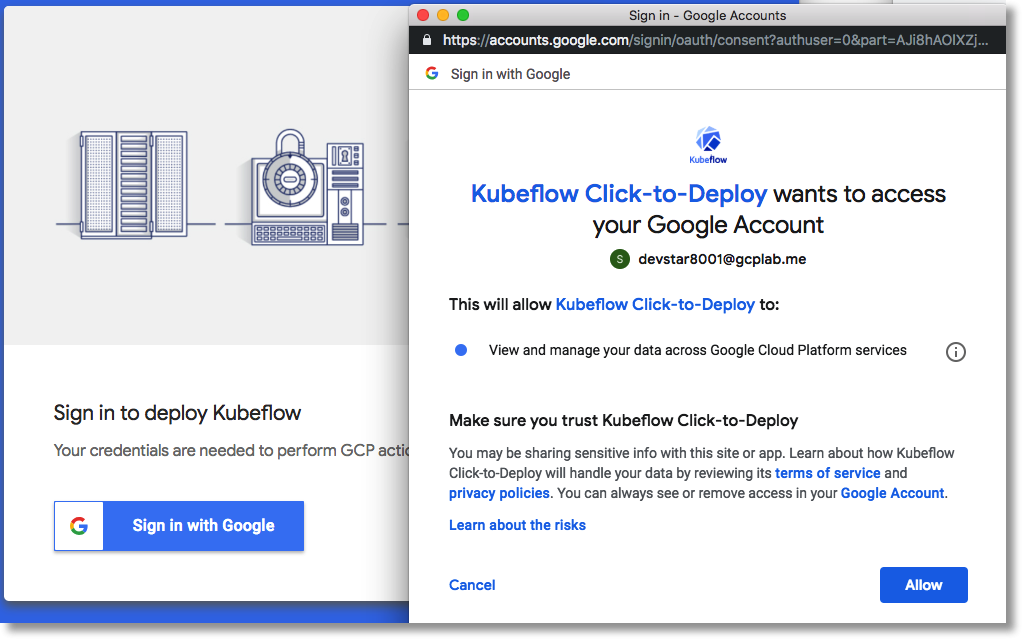 Sign in to deploy Kubeflow
Your credentials are needed to perform GCP actio
Sign in with Google
Sign in - Google Accounts
https://accounts.google.com/signin/oauth/consent?authuser=0&part=AJi8hAOIXZj...
Sign in with Google
Kubeflow
Kubeflow Click-to-Deploy wants to access
your Google Account
S devstar8001@gcplab.me
This will allow Kubeflow Click-to-Deploy to:
View and manage your data across Google Cloud Platform services
Make sure you trust Kubeflow Click-to-Deploy
You may be sharing sensitive info with this site or app. Learn about how Kubeflow
Click-to-Deploy will handle your data by reviewing its terms of service and
privacy policies. You can always see or remove access in your Google Account.
Learn about the risks
Cancel
Allow